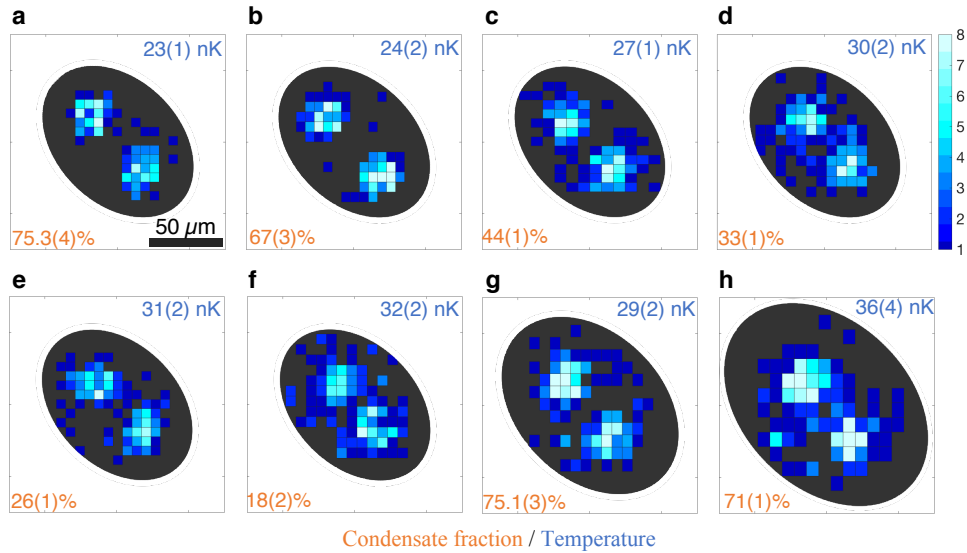 a
23(1) nK
75.3(4)%
50 µm
b
24(2) nK
67(3)%
c
27(1) nK
44(1)%
d
30(2) nK
33(1)%
8
7
6
5
4
3
2
1
e
31(2) nK
26(1)%
f
32(2) nK
18(2)%
g
29(2) nK
75.1(3)%
h
36(4) nK
71(1)%
Condensate fraction / Temperature